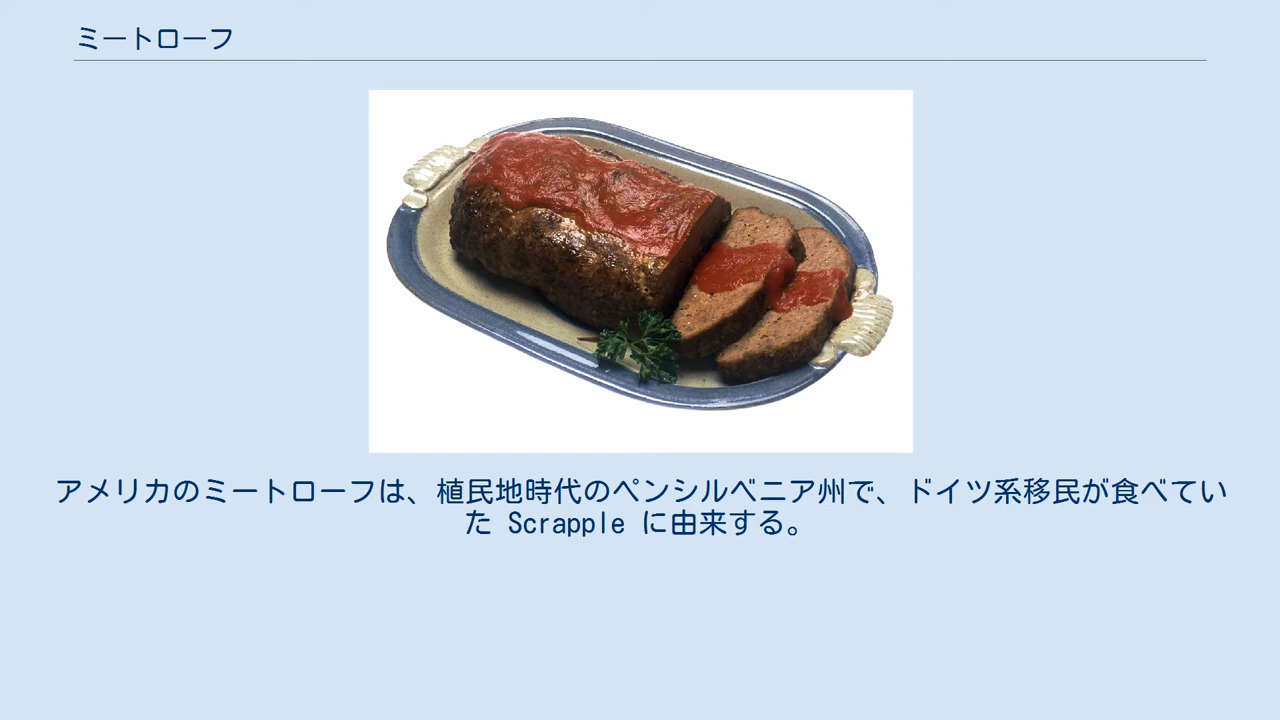 ミートローフ
アメリカのミートローフは、植民地時代のペンシルベニア州で、ドイツ系移民が食べてい
た Scrapple に由来する。